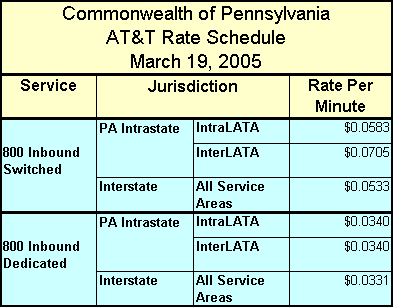 Commonwealth of Pennsylvania
AT&T Rate Schedule
March 19, 2005
Service Jurisdiction Rate Per
Minute
PA Intrastate IntraLATA $0.0583
800 Inbound
Switched
InterLATA $0.0705
Interstate All Service
Areas $0.0533
PA Intrastate IntraLATA $0.0340
800 Inbound
Dedicated
InterLATA $0.0340
Interstate All Service
Areas $0.0331